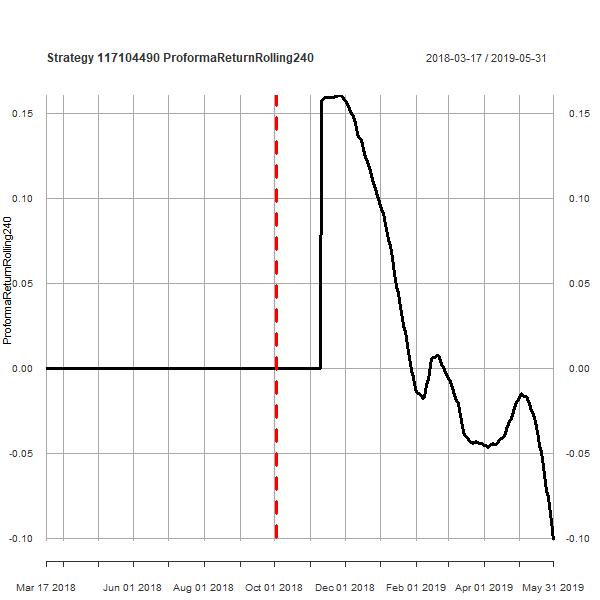 Strategy 117104490 ProformaReturnRolling240
2018-03-17 / 2019-05-31
ProformaReturnRolling240
0.15
0.10
0.05
0.00
-0.05
-0.10
0.15
0.10
0.05
0.00
-0.05
-0.10
Mar 17 2018
Jun 01 2018
Aug 01 2018
Oct 01 2018
Dec 01 2018
Feb 01 2019
Apr 01 2019
May 31 2019